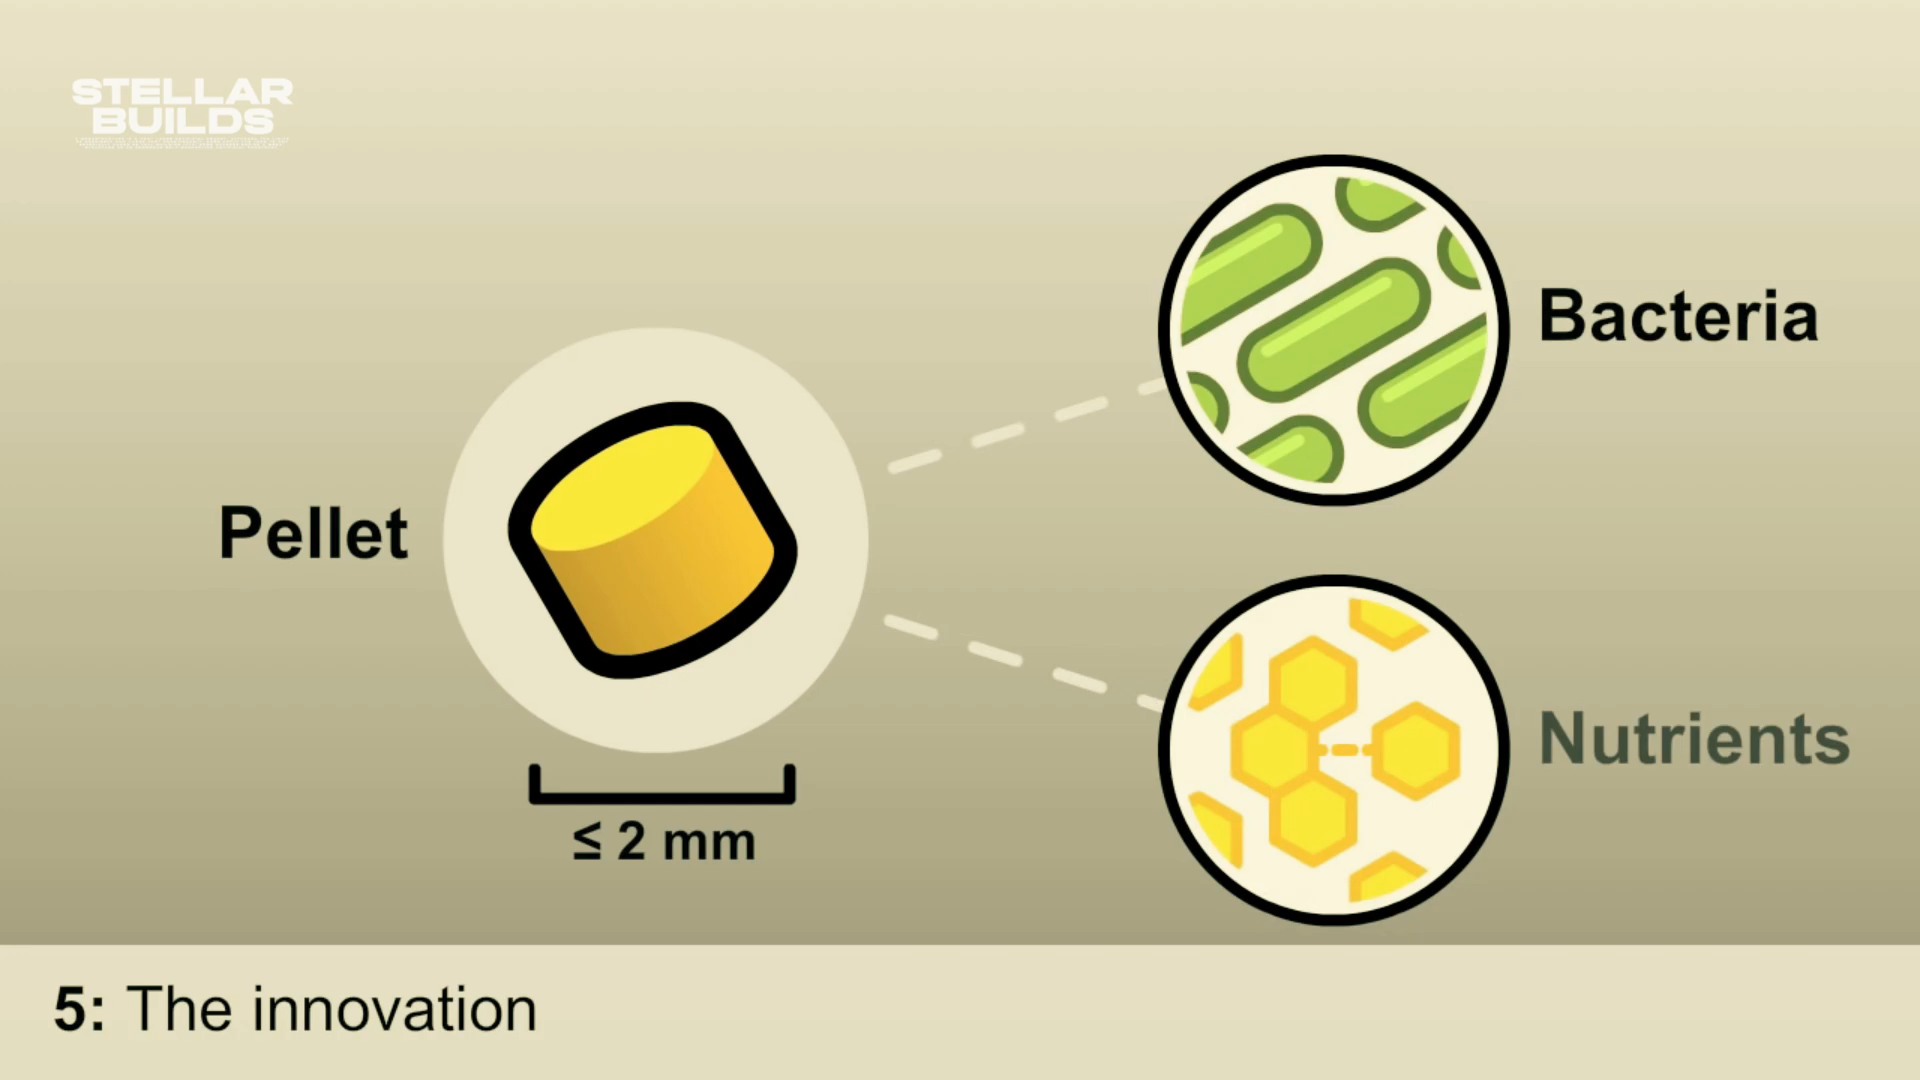 STELLAR
BUILDS
Bacteria
Pellet
Nutrients
≤ 2 mm
5: The innovation